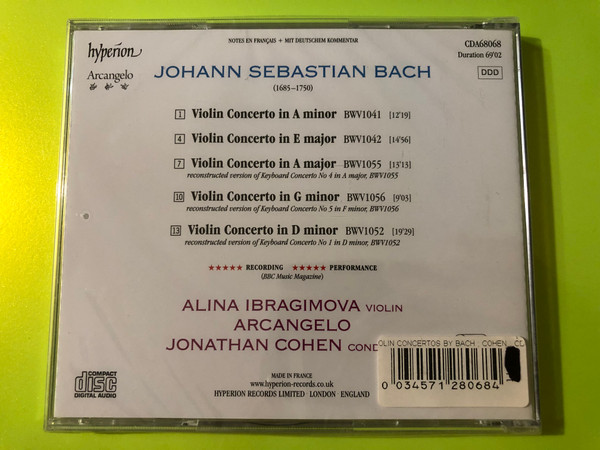 NOTES EN FRANÇAIS + MIT DEUTSCHEM KOMMENTAR
hyperion
CDA68068
Duration 69'02
Arcangelo
DDD
JOHANN SEBASTIAN BACH
(1685–1750)
1 Violin Concerto in A minor BWV1041 [12'19]
4 Violin Concerto in E major BWV1042 [14'56]
7 Violin Concerto in A major BWV1055 [13'13]
reconstructed version of Keyboard Concerto No 4 in A major, BWV1055
10 Violin Concerto in G minor BWV1056 [9'03]
reconstructed version of Keyboard Concerto No 5 in F minor, BWV1056
13 Violin Concerto in D minor BWV1052 [19'29]
reconstructed version of Keyboard Concerto No 1 in D minor, BWV1052
★★★★★ RECORDING ★★★★★ PERFORMANCE
(BBC Music Magazine)
ALINA IBRAGIMOVA VIOLIN
ARCANGELO
JONATHAN COHEN COND
OLIN CONCERTOS BY BACH COHEN CD
0 034571 280684
COMPACT
disc
DIGITAL AUDIO
MADE IN FRANCE
www.hyperion-records.co.uk
HYPERION RECORDS LIMITED · LONDON · ENGLAND